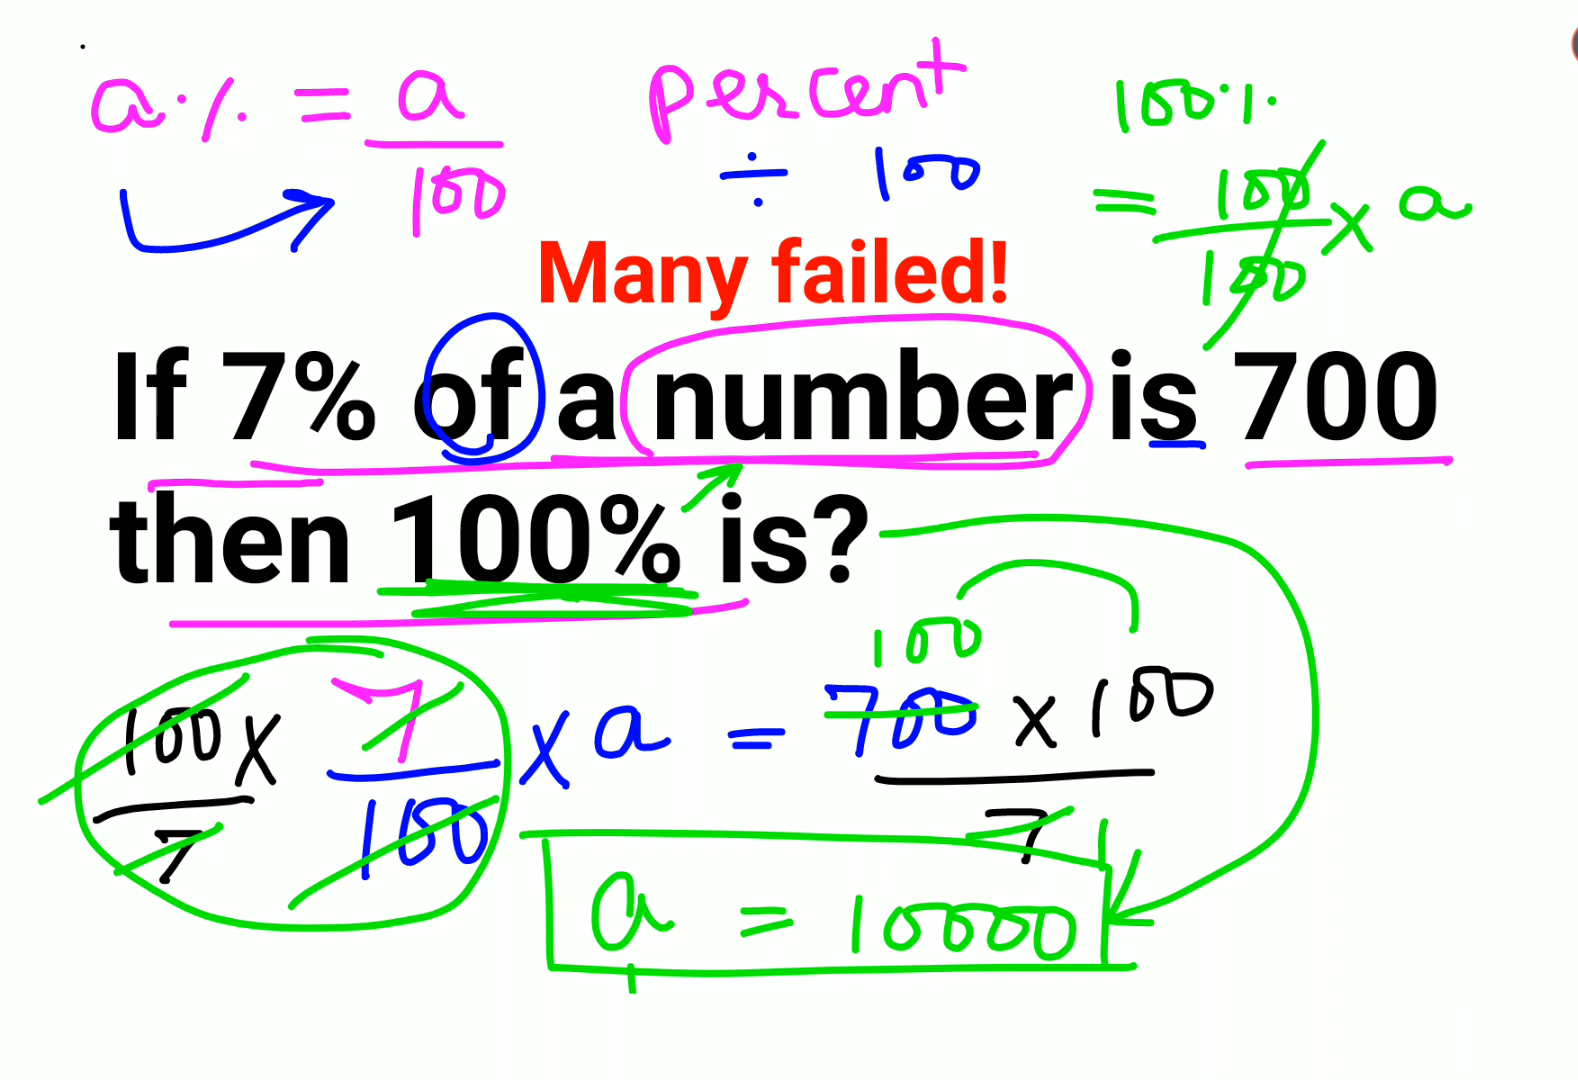 a% = a/100
percent
÷ 100
100%
= 100/100 × a
Many failed!
If 7% of a number is 700
then 100% is?
100/7 × 7/100 × a = 700 × 100/7
100
a = 10000